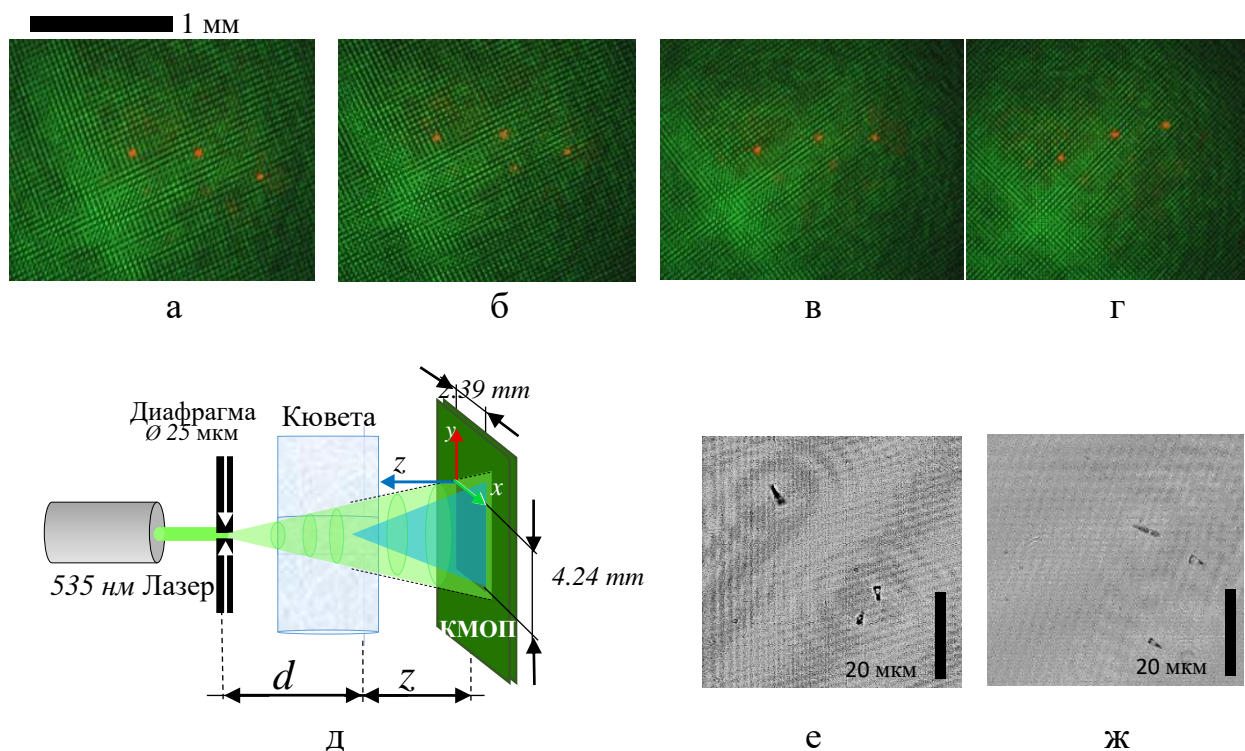 1 мм
а
б
в
г
2.39 mm
Диафрагма
Ø 25 мкм
Кювета
y
z
x
535 нм Лазер
4.24 mm
КМОП
d
z
20 мкм
20 мкм
д
е
ж